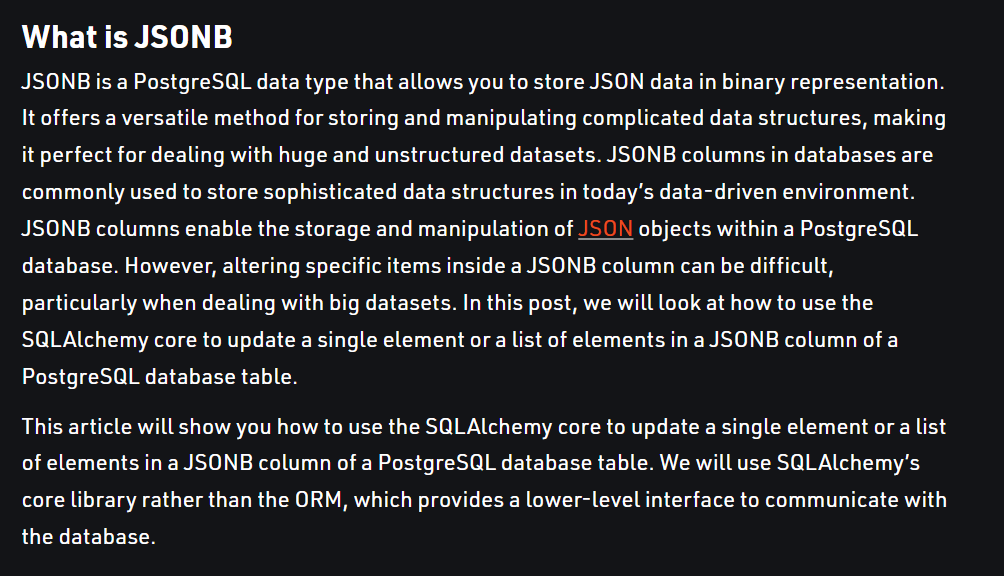 What is JSONB
JSONB is a PostgreSQL data type that allows you to store JSON data in binary representation.
It offers a versatile method for storing and manipulating complicated data structures, making
it perfect for dealing with huge and unstructured datasets. JSONB columns in databases are
commonly used to store sophisticated data structures in today’s data-driven environment.
JSONB columns enable the storage and manipulation of JSON objects within a PostgreSQL
database. However, altering specific items inside a JSONB column can be difficult,
particularly when dealing with big datasets. In this post, we will look at how to use the
SQLAlchemy core to update a single element or a list of elements in a JSONB column of a
PostgreSQL database table.
This article will show you how to use the SQLAlchemy core to update a single element or a list
of elements in a JSONB column of a PostgreSQL database table. We will use SQLAlchemy’s
core library rather than the ORM, which provides a lower-level interface to communicate with
the database.